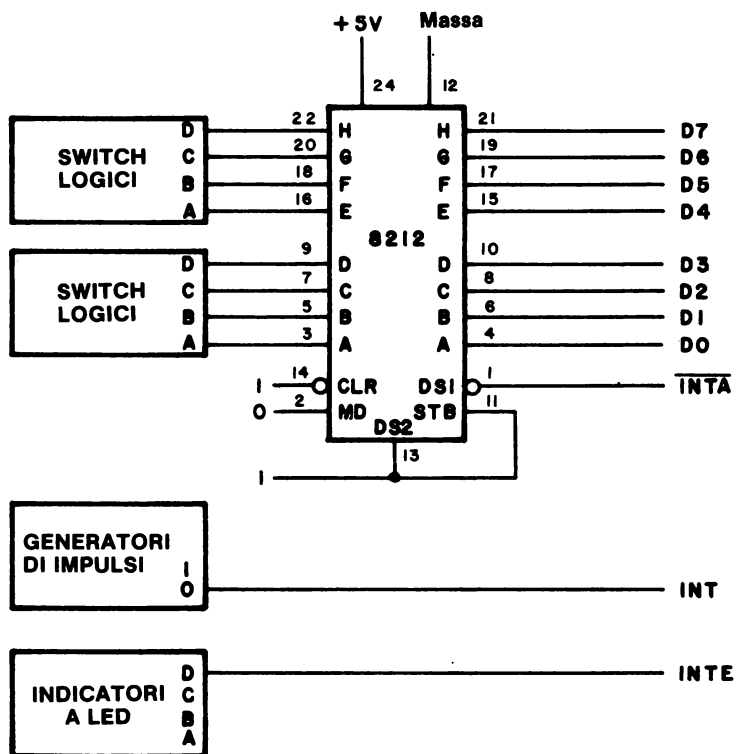 +5V Massa
24 12
D 22 H H 21 D7
C 20 G G 19 D6
SWITCH LOGICI
B 18 F F 17 D5
A 16 E E 15 D4
8212
D 9 D D 10 D3
C 7 C C 8 D2
SWITCH LOGICI
B 5 B B 6 D1
A 3 A A 4 D0
1 14 CLR DS1 1 INTA
0 2 MD STB 11
DS2
13
1
GENERATORI
DI IMPULSI
1
0 INT
D INTE
C
INDICATORI
A LED
B
A